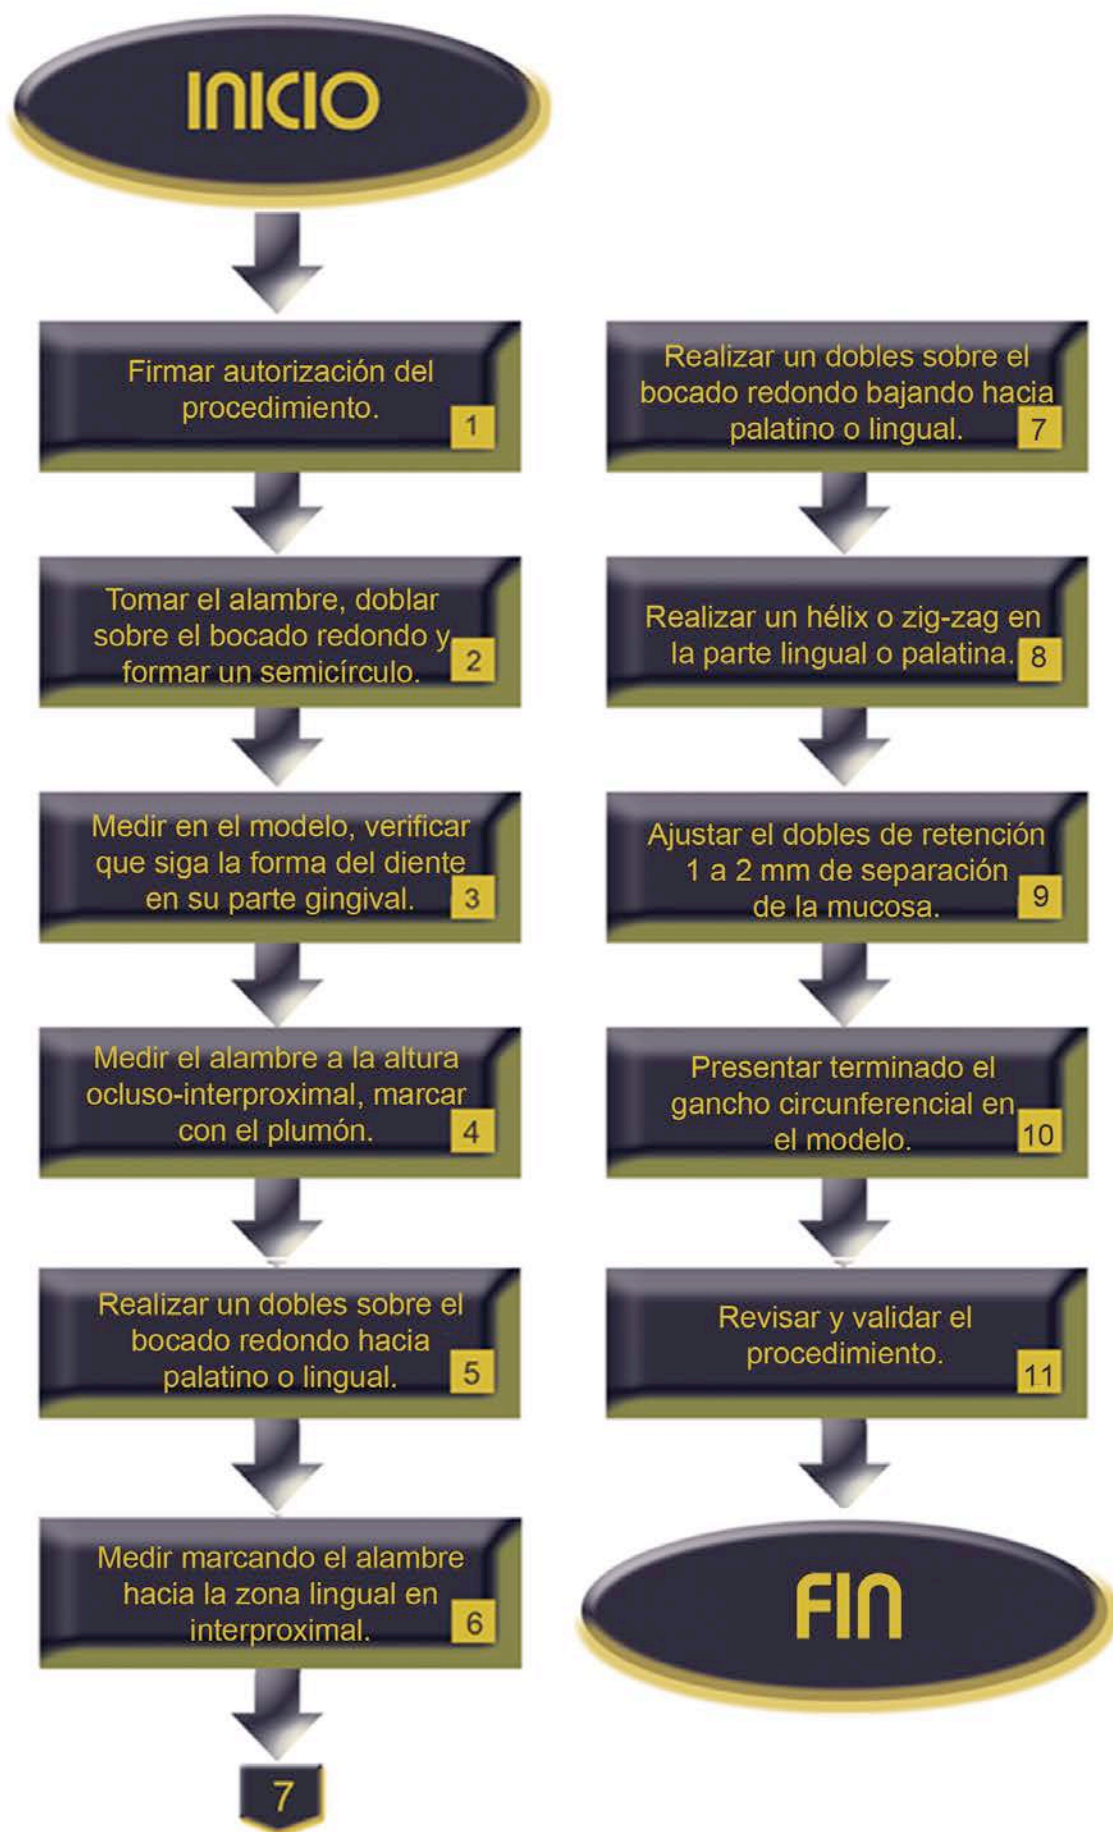 INICIO
Firmar autorización del
procedimiento.
1
Tomar el alambre, doblar
sobre el bocado redondo y
formar un semicírculo.
2
Medir en el modelo, verificar
que siga la forma del diente
en su parte gingival.
3
Medir el alambre a la altura
ocluso-interproximal, marcar
con el plumón.
4
Realizar un dobles sobre el
bocado redondo hacia
palatino o lingual.
5
Medir marcando el alambre
hacia la zona lingual en
interproximal.
6
7
Realizar un dobles sobre el
bocado redondo bajando hacia
palatino o lingual.
7
Realizar un hélix o zig-zag en
la parte lingual o palatina.
8
Ajustar el dobles de retención
1 a 2 mm de separación
de la mucosa.
9
Presentar terminado el
gancho circunferencial en
el modelo.
10
Revisar y validar el
procedimiento.
11
FIN